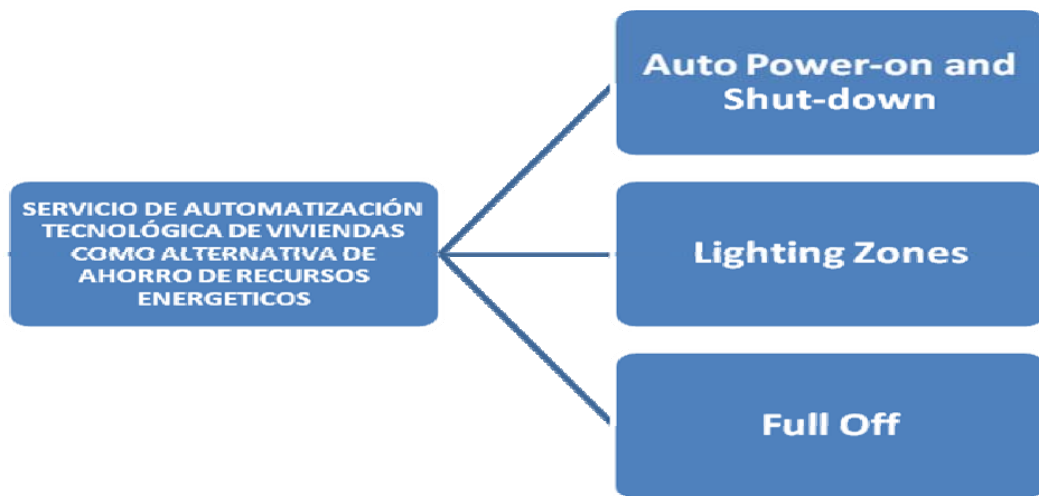 SERVICIO DE AUTOMATIZACIÓN
TECNOLÓGICA DE VIVIENDAS
COMO ALTERNATIVA DE
AHORRO DE RECURSOS
ENERGETICOS
Auto Power-on and
Shut-down
Lighting Zones
Full Off